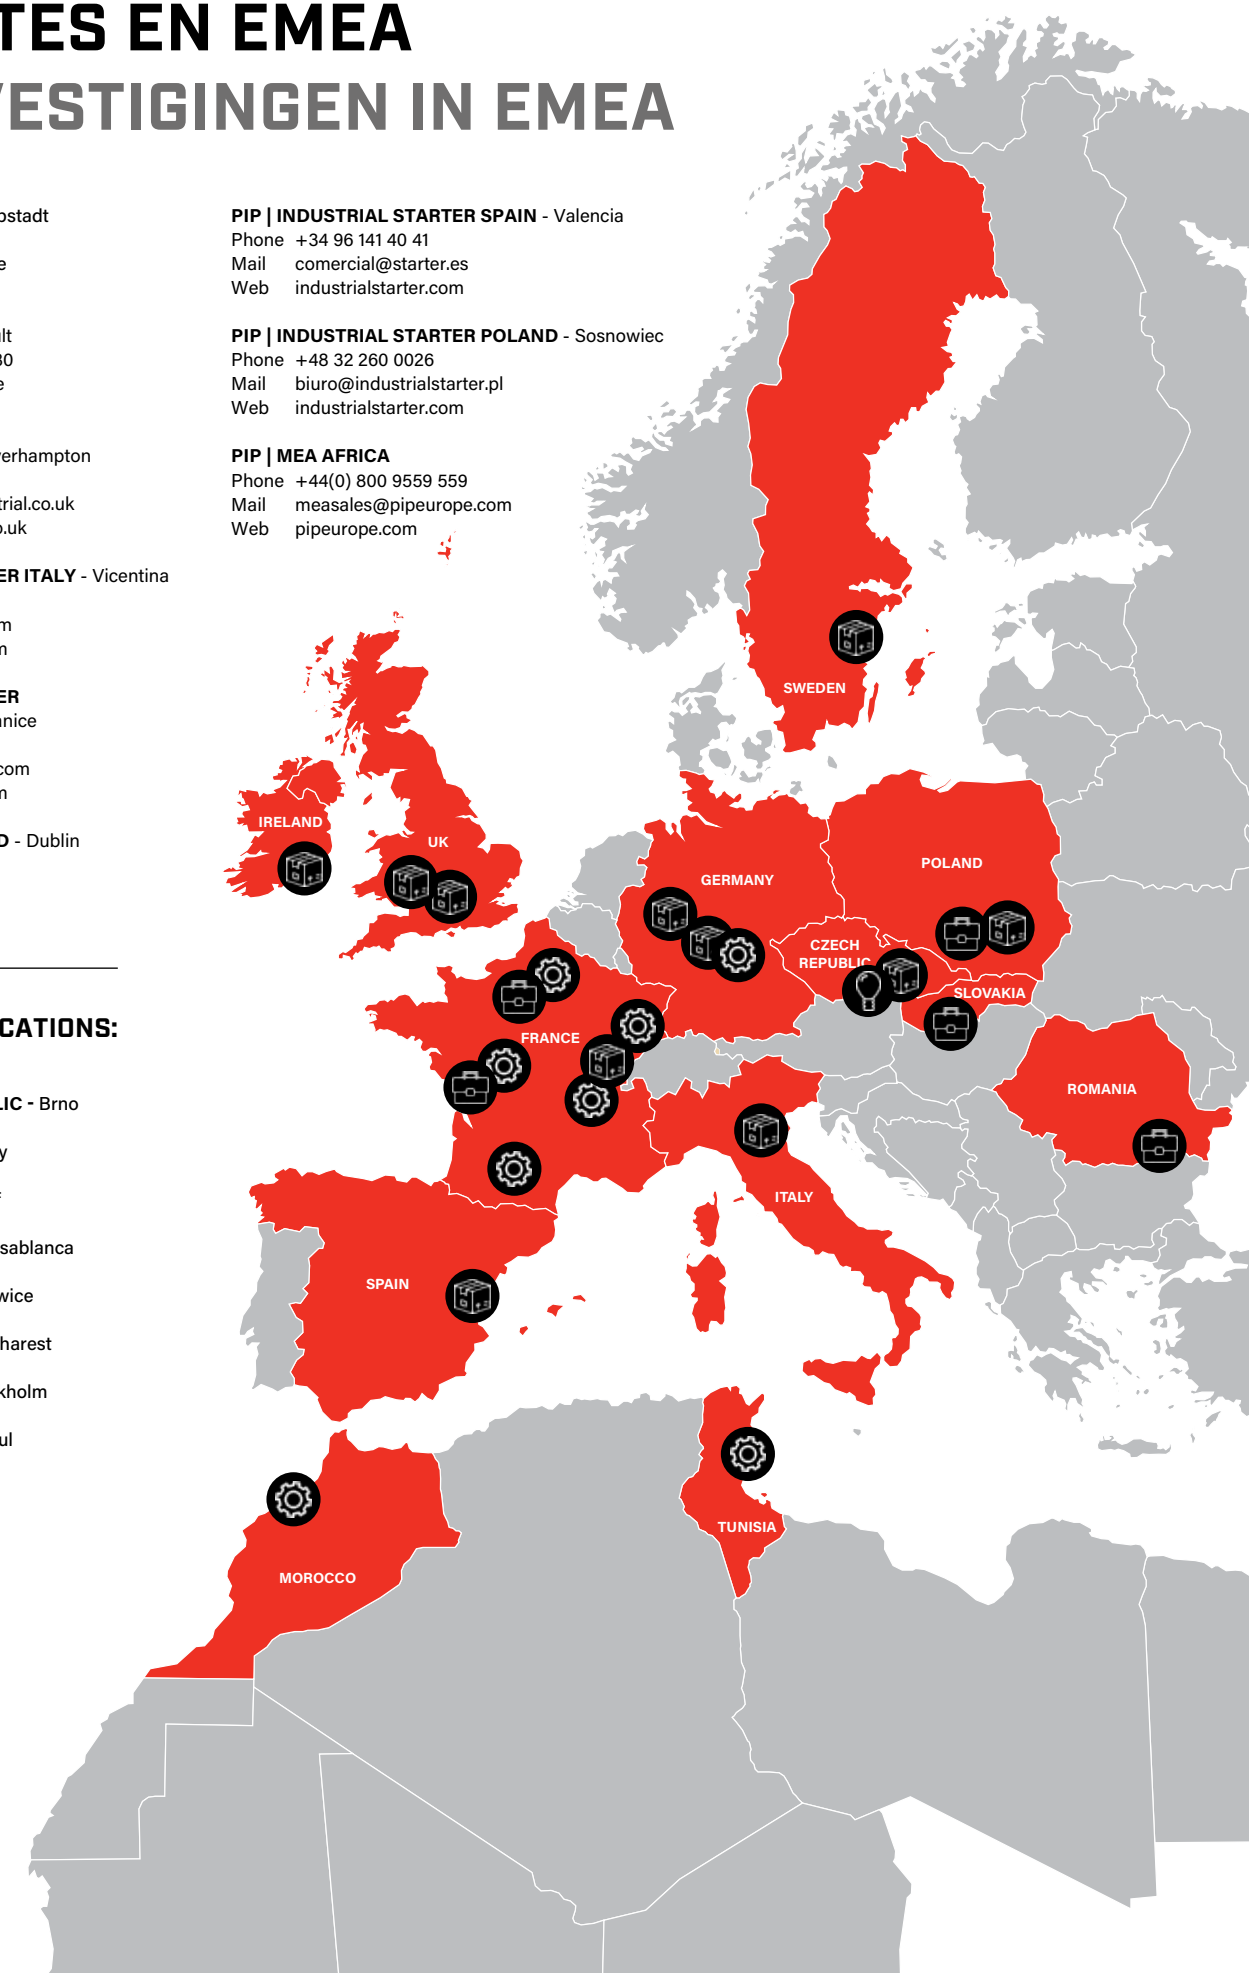 TES EN EMEA
VESTIGINGEN IN EMEA
ostadt
e
lt
30
e
verhampton
trial.co.uk
o.uk
ER ITALY - Vicentina
m
m
ER
nnice
com
m
D - Dublin
CATIONS:
LIC - Brno
y
sablanca
wice
harest
kholm
ul
PIP | INDUSTRIAL STARTER SPAIN - Valencia
Phone +34 96 141 40 41
Mail comercial@starter.es
Web industrialstarter.com
PIP | INDUSTRIAL STARTER POLAND - Sosnowiec
Phone +48 32 260 0026
Mail biuro@industrialstarter.pl
Web industrialstarter.com
PIP | MEA AFRICA
Phone +44(0) 800 9559 559
Mail measales@pipeurope.com
Web pipeurope.com
SWEDEN
IRELAND
UK
GERMANY
POLAND
CZECH
REPUBLIC
SLOVAKIA
FRANCE
ROMANIA
ITALY
SPAIN
TUNISIA
MOROCCO